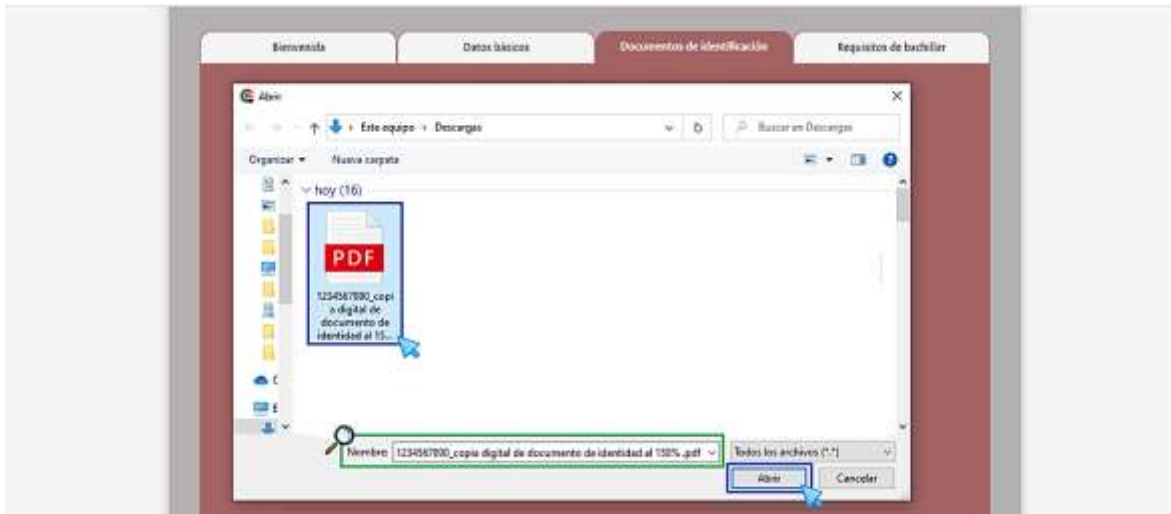 Bienvenida
Datos básicos
Documentos de identificación
Requisitos de bachiller
Abrir
Este equipo
Descargas
Buscar en Descargas
Organizar
Nueva carpeta
hoy (16)
PDF
1234567890_copi
a digital de
documento de
identidad al 15...
Nombre
1234567890_copia digital de documento de identidad al 150%.pdf
Todos los archivos (*.*)
Abrir
Cancelar